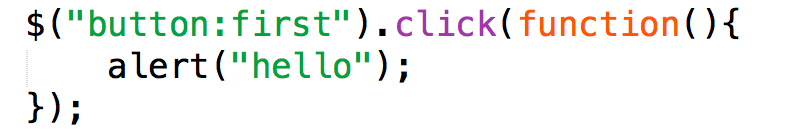 $("button:first").click(function(){
    alert("hello");
});